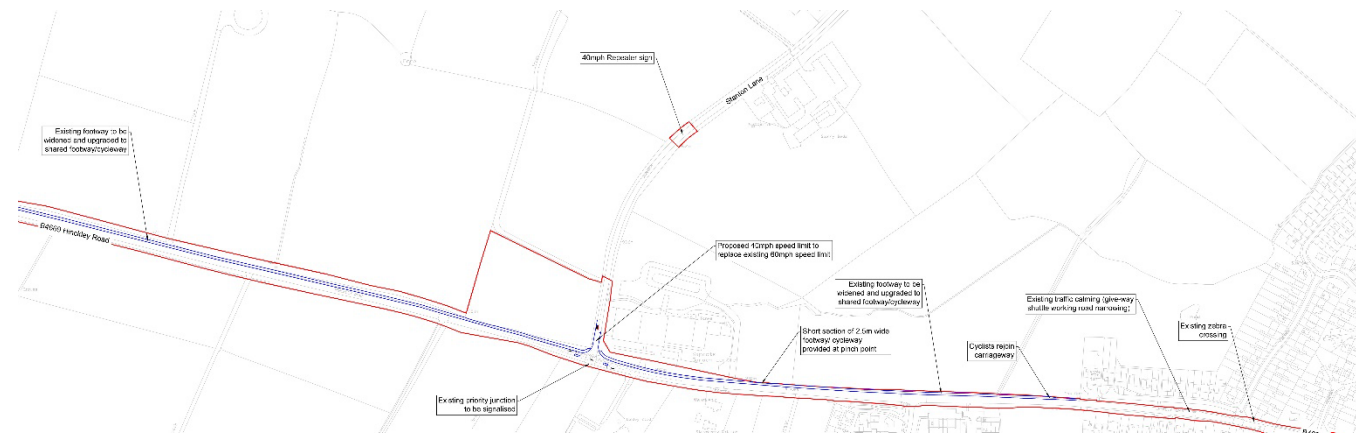 40mph Repeater sign
Stanton Lane
Existing footway to be
widened and upgraded to
shared footway/cycleway
B4669 Hinckley Road
Proposed 40mph speed limit to
replace existing 60mph speed limit
Existing footway to be
widened and upgraded to
shared footway/cycleway
Existing traffic calming (give-way
shuttle working road narrowing)
Existing zebra
crossing
Short section of 2.5m wide
footway/ cycleway
provided at pinch point
Cyclists rejoin
carriageway
Existing priority junction
to be signalised